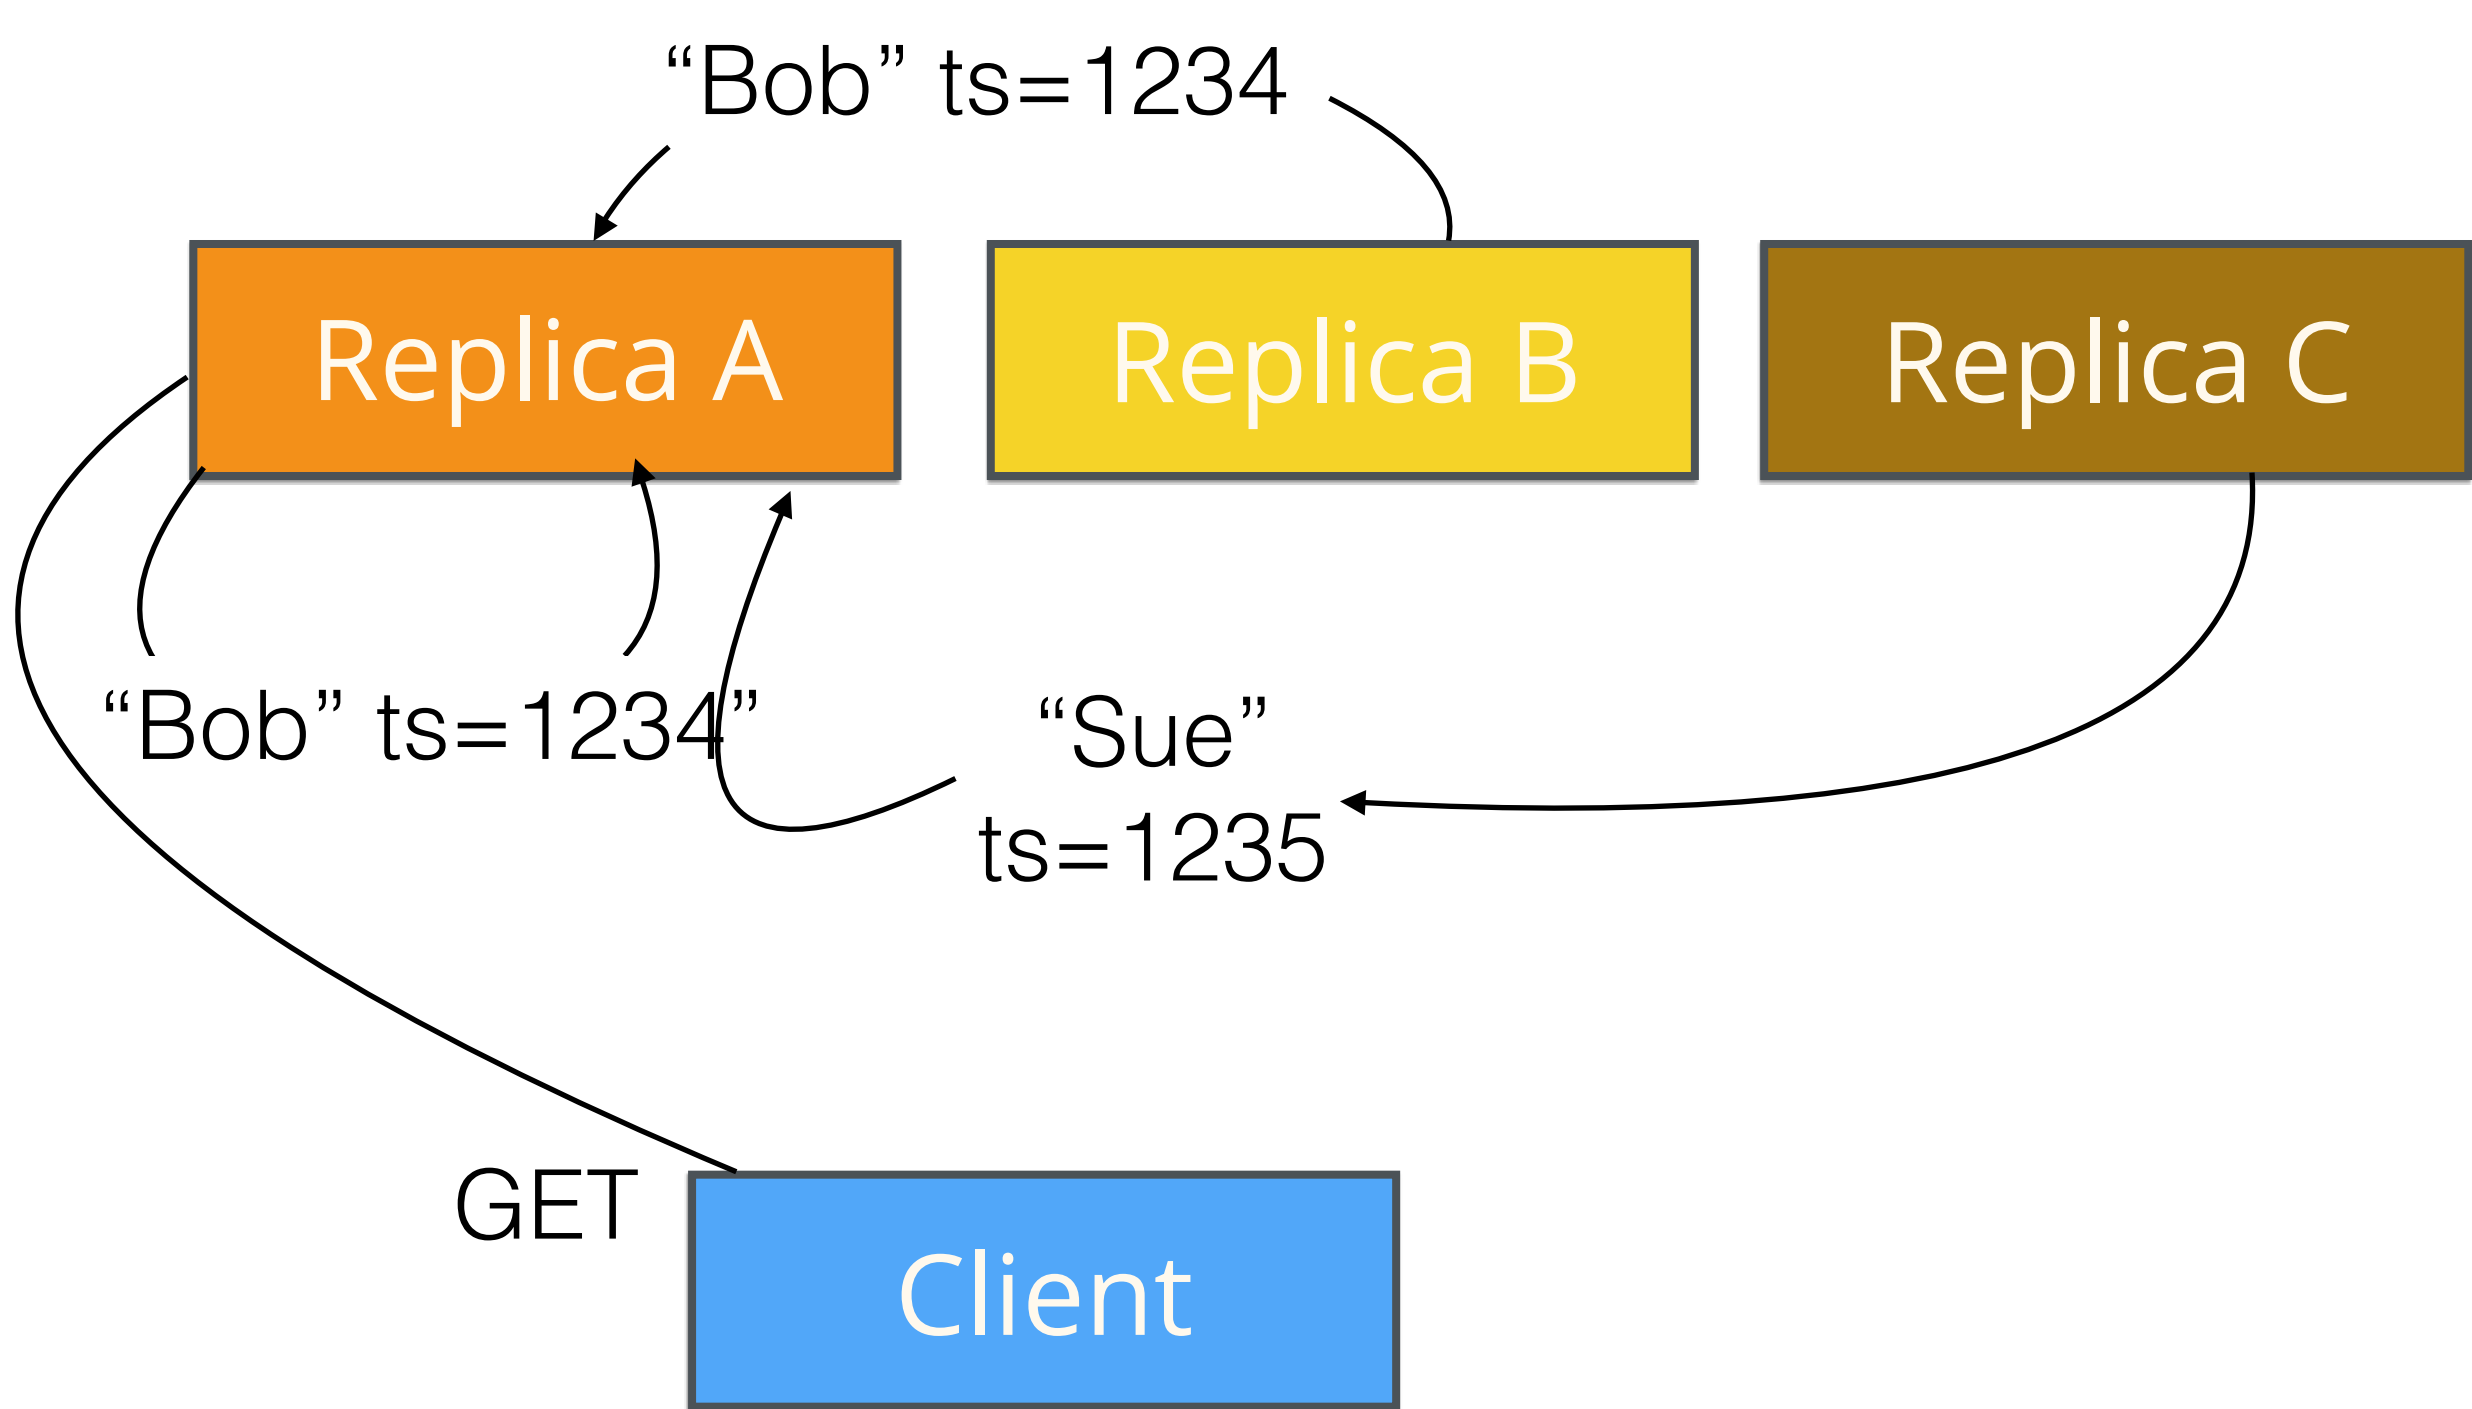 “Bob” ts=1234
Replica A
Replica B
Replica C
“Bob” ts=1234”
“Sue”
ts=1235
GET
Client